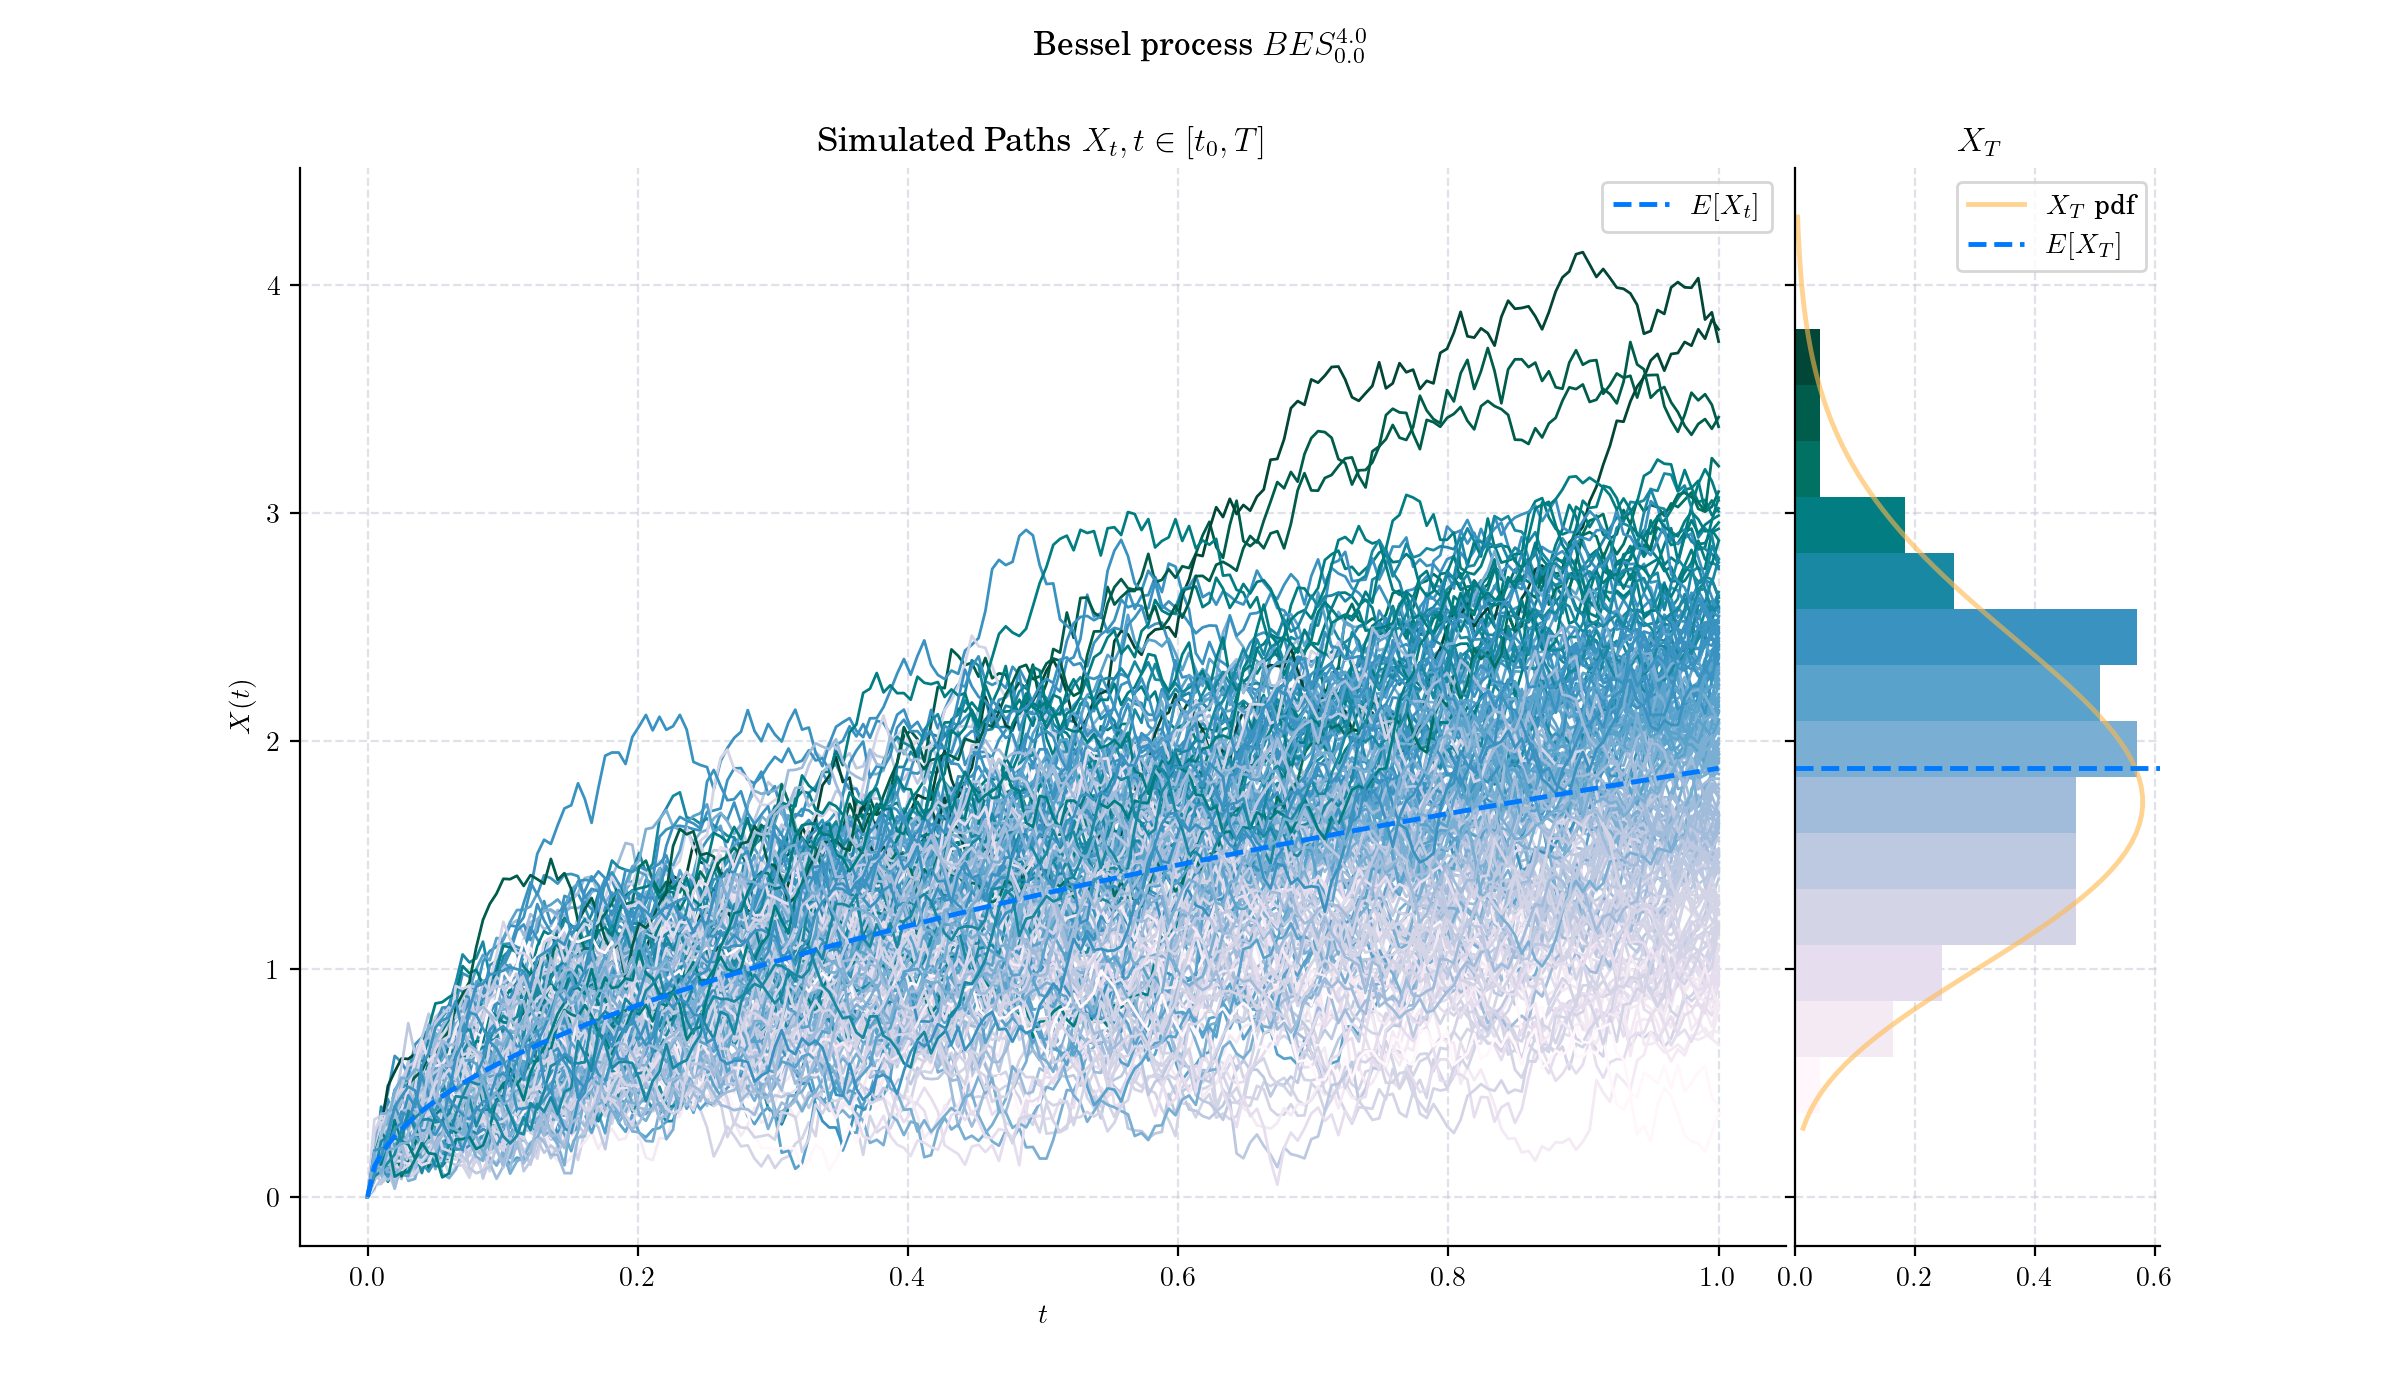 Bessel process $BES_{0.0}^{4.0}$
Simulated Paths $X_t, t \in [t_0, T]$
$X_T$
$E[X_t]$
$X_T$ pdf
$E[X_T]$
4
3
2
1
0
$X(t)$
0.0 0.2 0.4 0.6 0.8 1.0
0.0 0.2 0.4 0.6
$t$